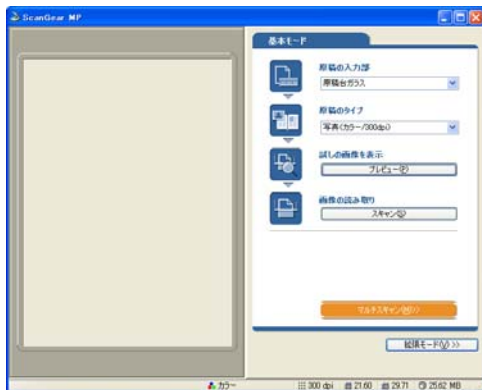 ScanGear MP
基本モード
原稿の入力部
原稿台ガラス
原稿のタイプ
写真(カラー/300dpi)
試しの画像を表示
プレビュー(P)
画像の読み取り
スキャン(S)
マルチスキャン(M)>>
拡張モード(V) >>
カラー 300 dpi 21.60 29.71 25.62 MB